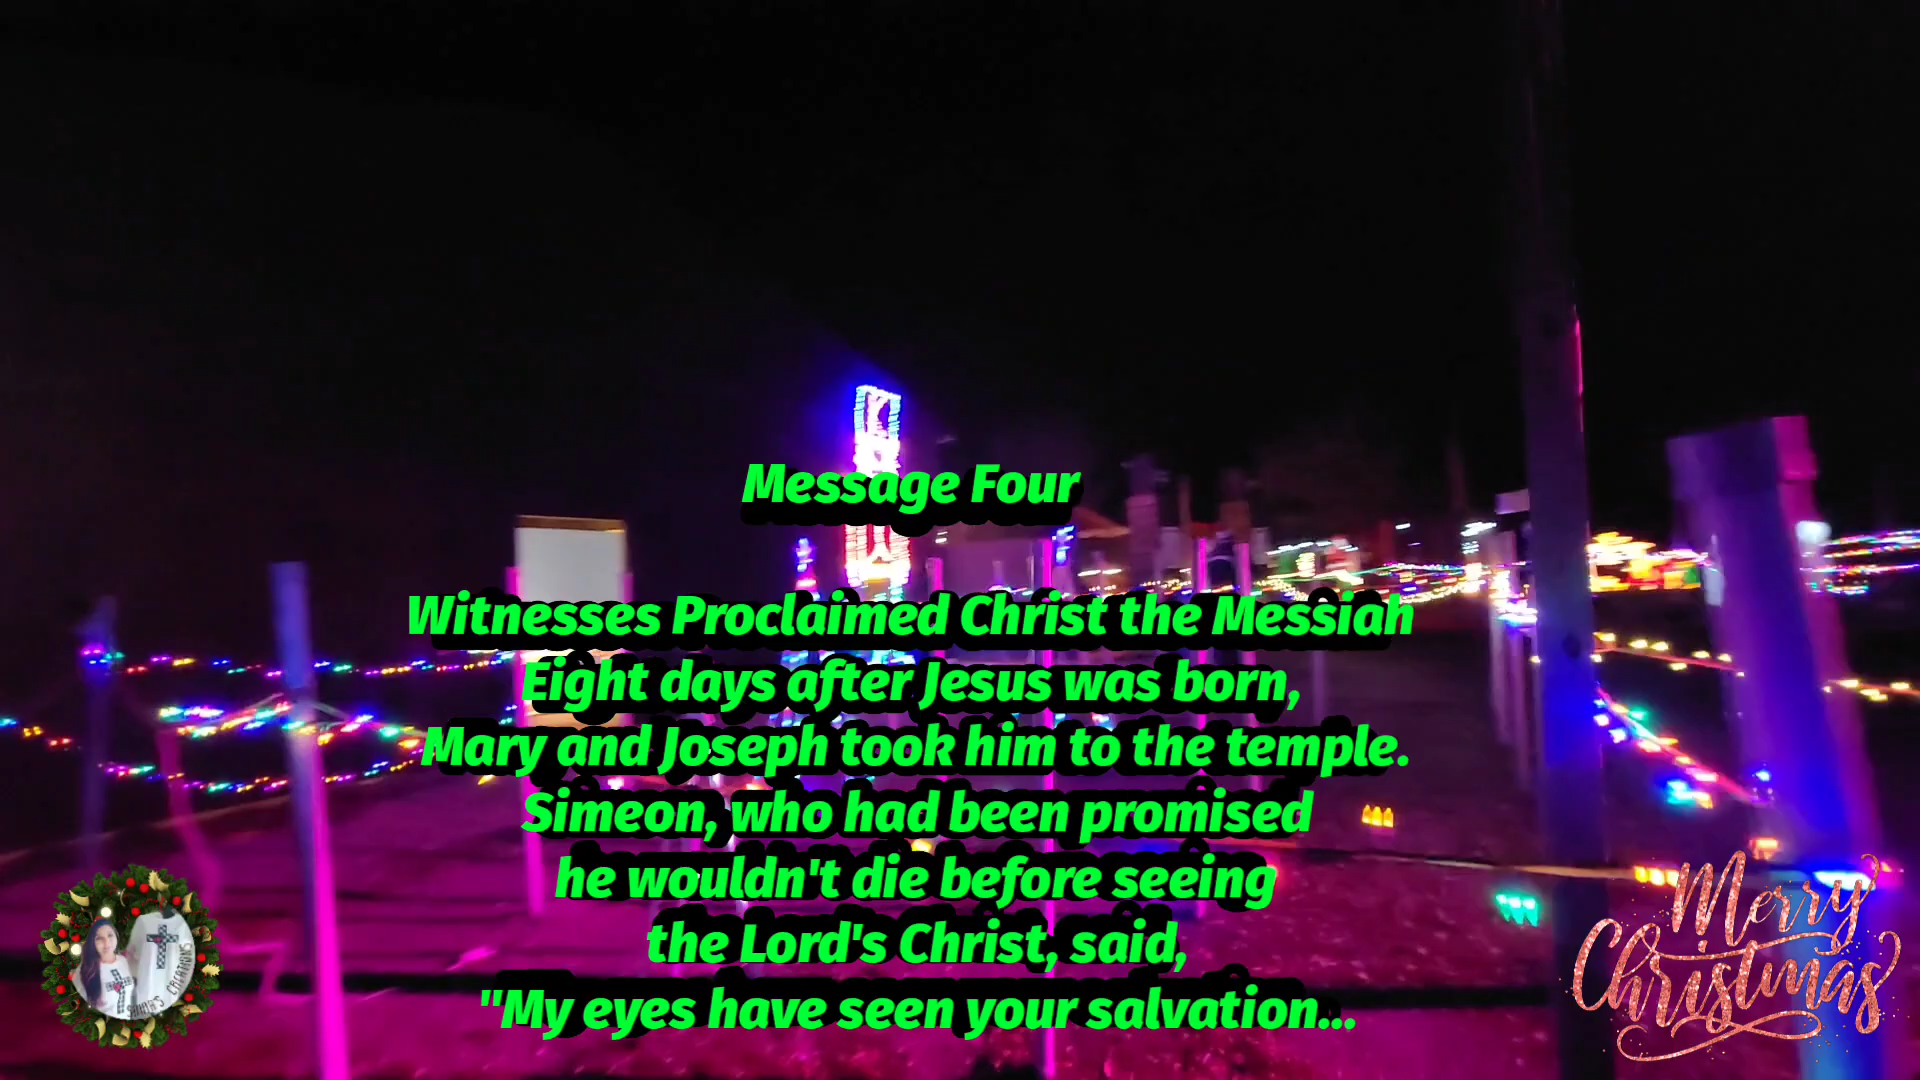 Message Four
Witnesses Proclaimed Christ the Messiah
Eight days after Jesus was born,
Mary and Joseph took him to the temple.
Simeon, who had been promised
he wouldn't die before seeing
the Lord's Christ, said,
"My eyes have seen your salvation...
Merry
Christmas